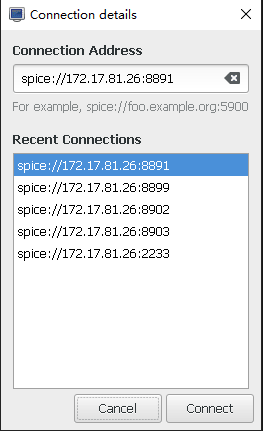 Connection details
Connection Address
spice://172.17.81.26:8891
For example, spice://foo.example.org:5900
Recent Connections
spice://172.17.81.26:8891
spice://172.17.81.26:8899
spice://172.17.81.26:8902
spice://172.17.81.26:8903
spice://172.17.81.26:2233
Cancel
Connect